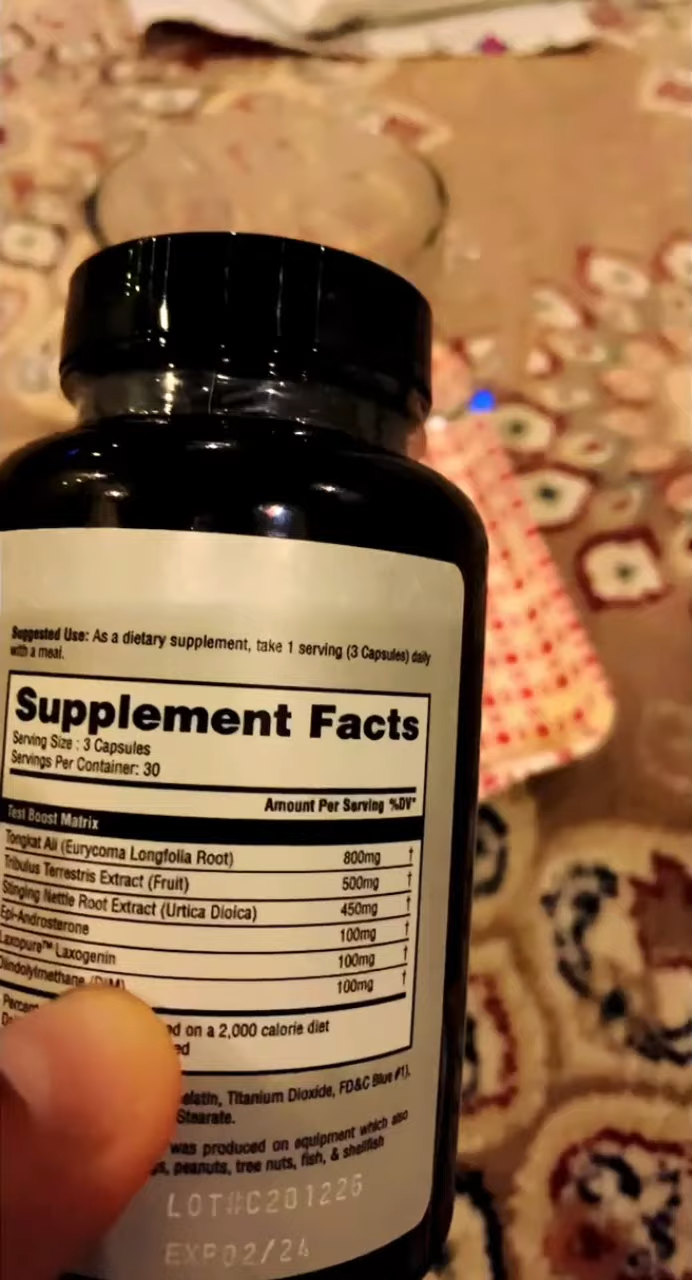 Suggested Use: As a dietary supplement, take 1 serving (3 Capsules) daily
with a meal.
Supplement Facts
Serving Size : 3 Capsules
Servings Per Container: 30
Amount Per Serving %DV*
Test Boost Matrix
Tongkat Ali (Eurycoma Longfolia Root) 800mg †
Tribulus Terrestris Extract (Fruit) 500mg †
Stinging Nettle Root Extract (Urtica Dioica) 450mg †
Epi-Androsterone 100mg †
Laxopure™ Laxogenin 100mg †
Diindolylmethane (DIM) 100mg †
Percent ed on a 2,000 calorie diet
ed
elatin, Titanium Dioxide, FD&C Blue #1).
Stearate.
was produced on equipment which also
gs, peanuts, tree nuts, fish, & shellfish
LOT#C201226
EXP02/24